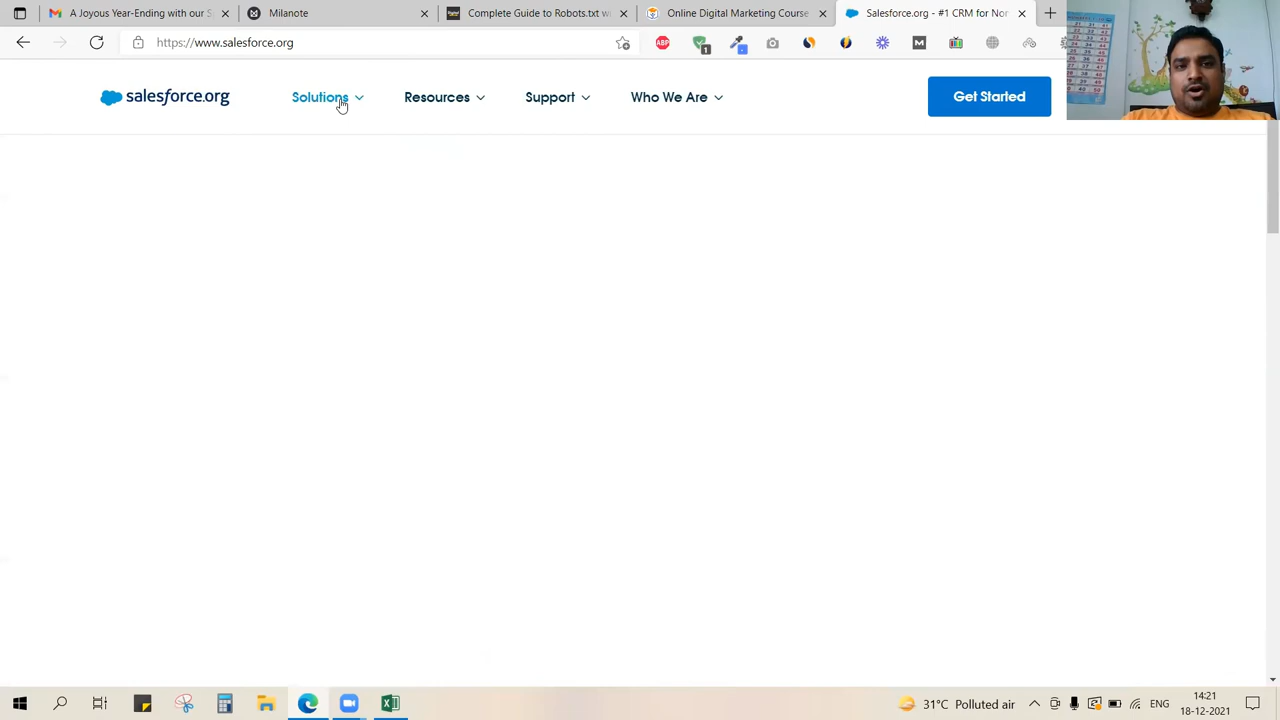 A Joyous Year-Ending with our S
Milanote
Complete Guide to Robots.txt w
Online Digital Marketing Course
Salesforce.org - #1 CRM for Nor
https://www.salesforce.org
ABP
1
M
salesforce.org
Solutions
Resources
Support
Who We Are
Get Started
31°C Polluted air
ENG
14:21
18-12-2021